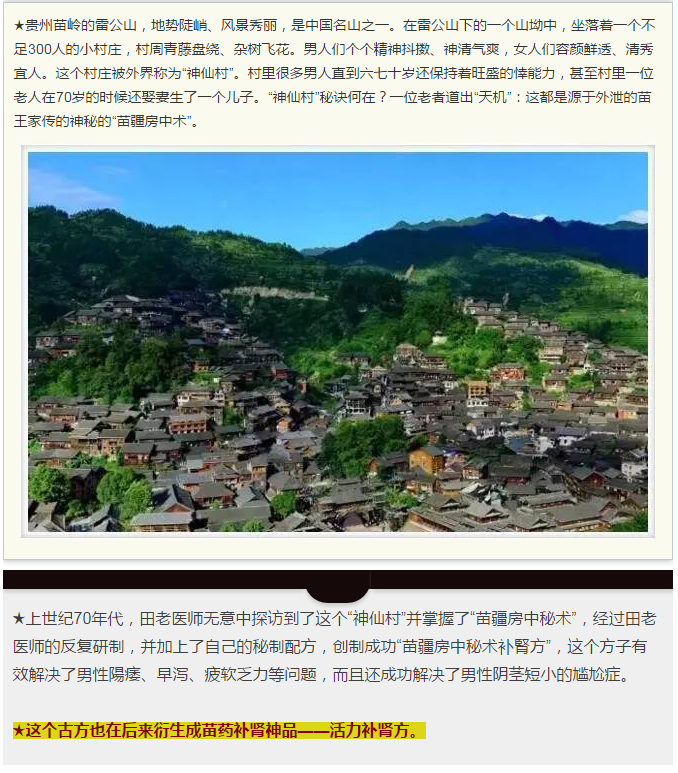 ★贵州苗岭的雷公山，地势陡峭、风景秀丽，是中国名山之一。在雷公山下的一个山坳中，坐落着一个不
足300人的小村庄，村周青藤盘绕、杂树飞花。男人们个个精神抖擞、神清气爽，女人们容颜鲜透、清秀
宜人。这个村庄被外界称为“神仙村”。村里很多男人直到六七十岁还保持着旺盛的悻能力，甚至村里一位
老人在70岁的时候还娶妻生了一个儿子。“神仙村”秘诀何在？一位老者道出“天机”：这都是源于外泄的苗
王家传的神秘的“苗疆房中术”。
★上世纪70年代，田老医师无意中探访到了这个“神仙村”并掌握了“苗疆房中秘术”，经过田老
医师的反复研制，并加上了自己的秘制配方，创制成功“苗疆房中秘术补腎方”，这个方子有
效解决了男性陽痿、早泻、疲软乏力等问题，而且还成功解决了男性阴茎短小的尴尬症。
★这个古方也在后来衍生成苗药补肾神品——活力补肾方。